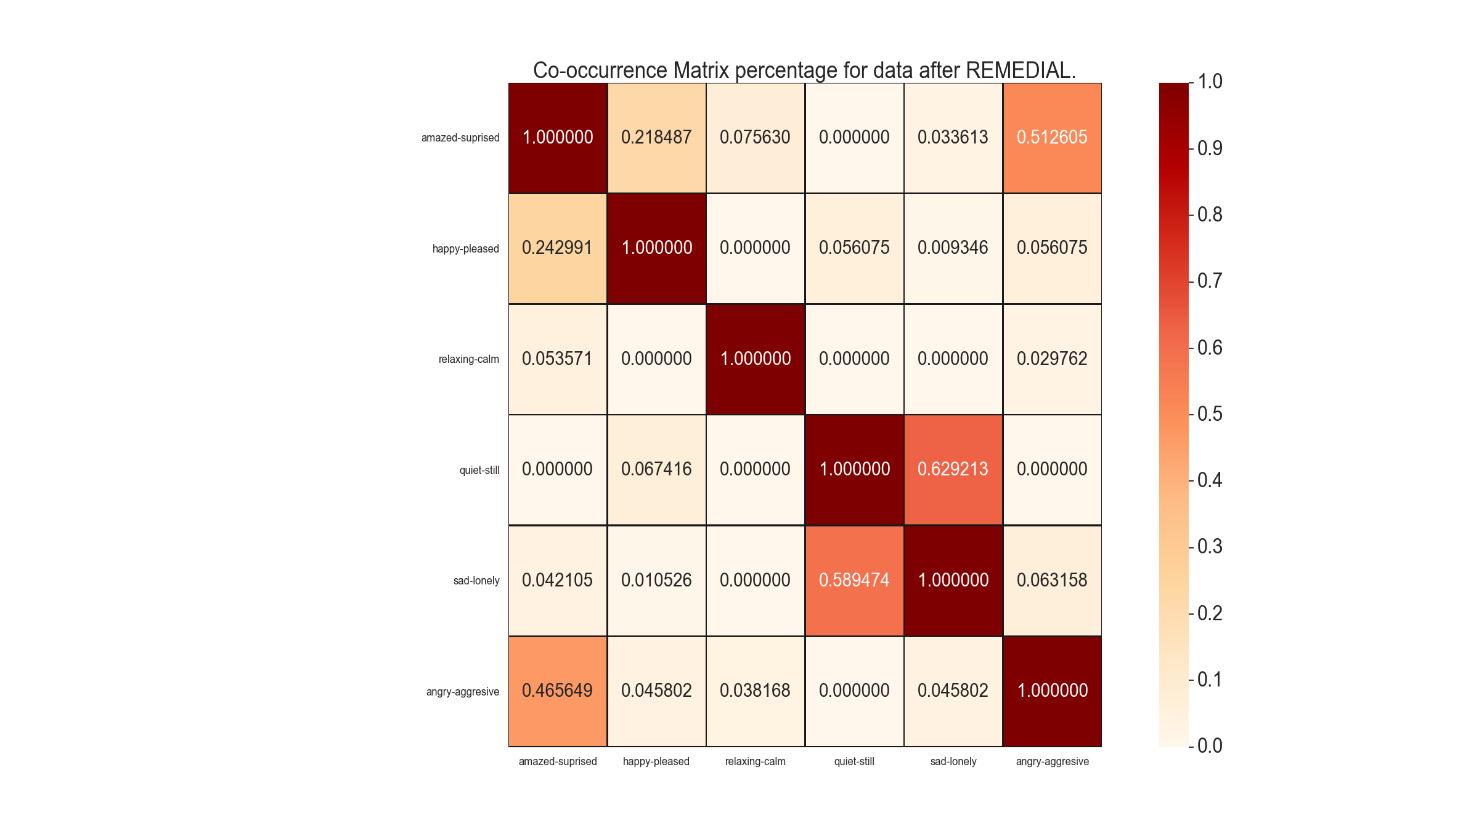 Co-occurrence Matrix percentage for data after REMEDIAL.
amazed-suprised 1.000000 0.218487 0.075630 0.000000 0.033613 0.512605
happy-pleased 0.242991 1.000000 0.000000 0.056075 0.009346 0.056075
relaxing-calm 0.053571 0.000000 1.000000 0.000000 0.000000 0.029762
quiet-still 0.000000 0.067416 0.000000 1.000000 0.629213 0.000000
sad-lonely 0.042105 0.010526 0.000000 0.589474 1.000000 0.063158
angry-aggresive 0.465649 0.045802 0.038168 0.000000 0.045802 1.000000
amazed-suprised happy-pleased relaxing-calm quiet-still sad-lonely angry-aggresive
1.0
0.9
0.8
0.7
0.6
0.5
0.4
0.3
0.2
0.1
0.0